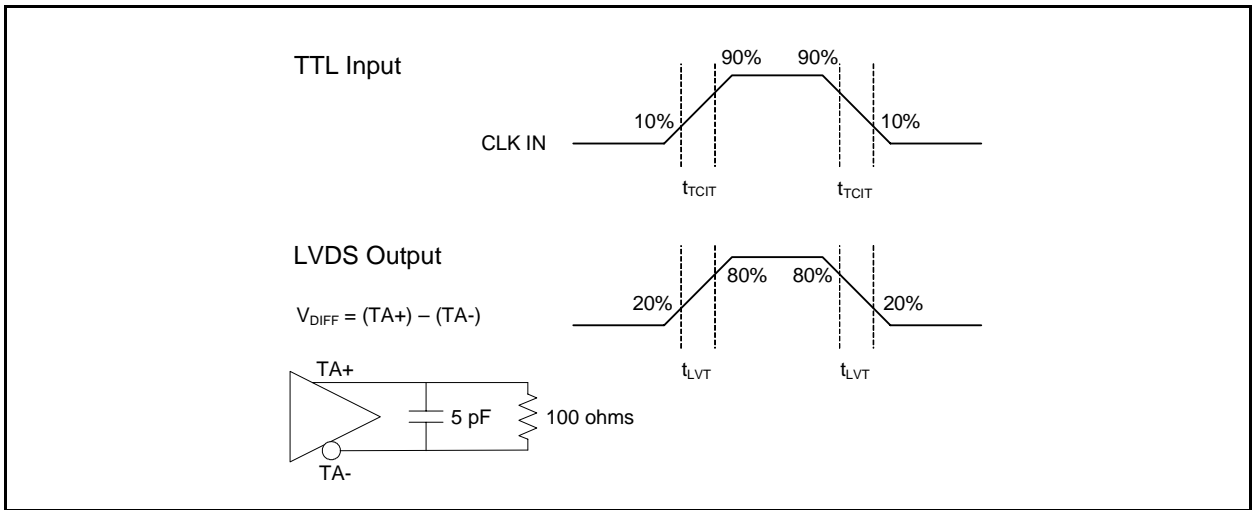 TTL Input
90% 90%
10% 10%
CLK IN
tTCIT tTCIT
LVDS Output
80% 80%
20% 20%
VDIFF = (TA+) – (TA-)
tLVT tLVT
TA+
5 pF 100 ohms
TA-